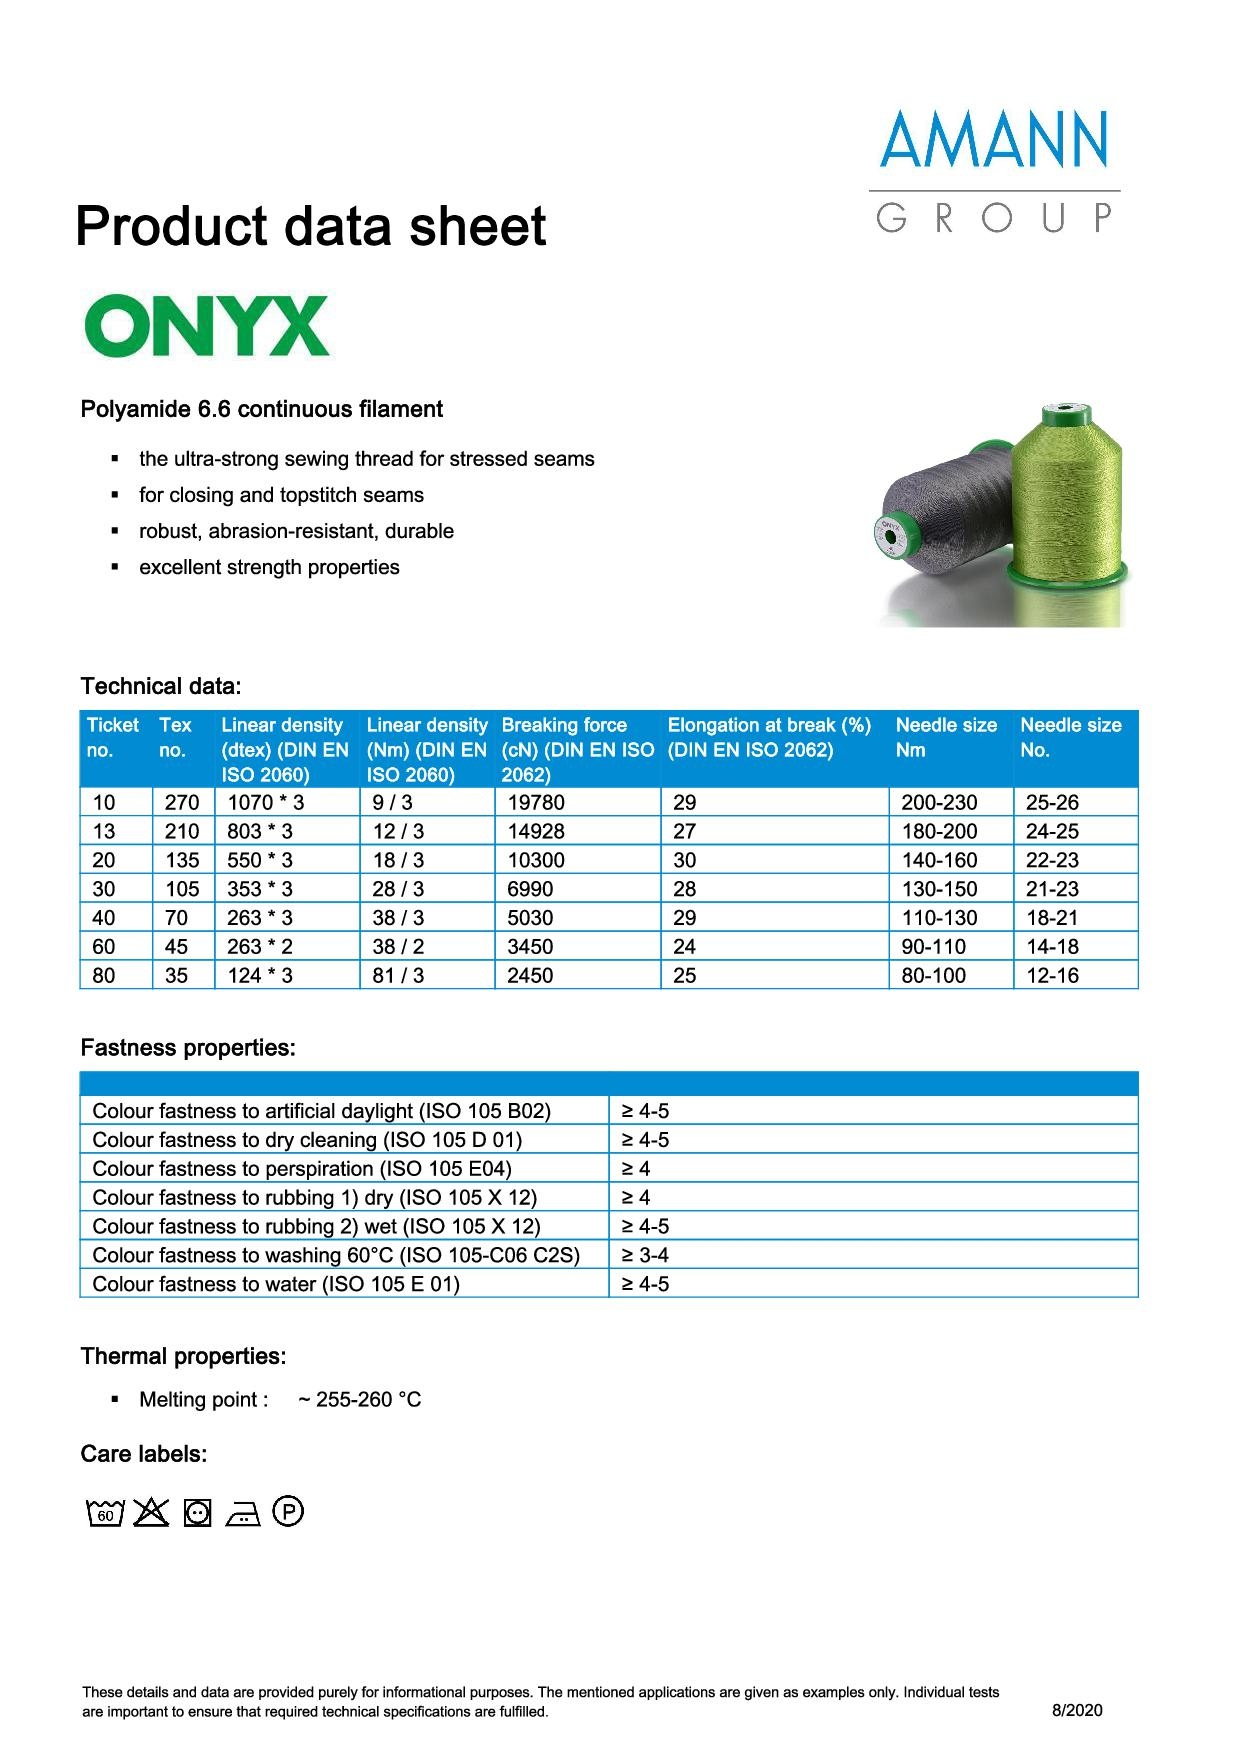 AMANN
GROUP
Product data sheet
ONYX
Polyamide 6.6 continuous filament
▪ the ultra-strong sewing thread for stressed seams
▪ for closing and topstitch seams
▪ robust, abrasion-resistant, durable
▪ excellent strength properties
ONYX
Technical data:
Ticket no. Tex no. Linear density (dtex) (DIN EN ISO 2060) Linear density (Nm) (DIN EN ISO 2060) Breaking force (cN) (DIN EN ISO 2062) Elongation at break (%) (DIN EN ISO 2062) Needle size Nm Needle size No.
10 270 1070 * 3 9 / 3 19780 29 200-230 25-26
13 210 803 * 3 12 / 3 14928 27 180-200 24-25
20 135 550 * 3 18 / 3 10300 30 140-160 22-23
30 105 353 * 3 28 / 3 6990 28 130-150 21-23
40 70 263 * 3 38 / 3 5030 29 110-130 18-21
60 45 263 * 2 38 / 2 3450 24 90-110 14-18
80 35 124 * 3 81 / 3 2450 25 80-100 12-16
Fastness properties:
Colour fastness to artificial daylight (ISO 105 B02) ≥ 4-5
Colour fastness to dry cleaning (ISO 105 D 01) ≥ 4-5
Colour fastness to perspiration (ISO 105 E04) ≥ 4
Colour fastness to rubbing 1) dry (ISO 105 X 12) ≥ 4
Colour fastness to rubbing 2) wet (ISO 105 X 12) ≥ 4-5
Colour fastness to washing 60°C (ISO 105-C06 C2S) ≥ 3-4
Colour fastness to water (ISO 105 E 01) ≥ 4-5
Thermal properties:
▪ Melting point : ~ 255-260 °C
Care labels:
60 P
These details and data are provided purely for informational purposes. The mentioned applications are given as examples only. Individual tests
are important to ensure that required technical specifications are fulfilled.
8/2020